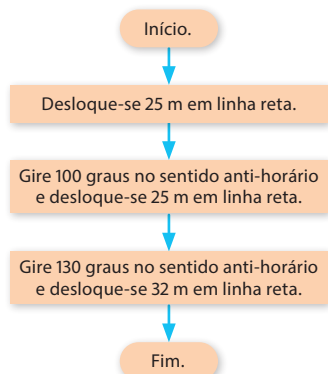 Início.
Desloque-se 25 m em linha reta.
Gire 100 graus no sentido anti-horário
e desloque-se 25 m em linha reta.
Gire 130 graus no sentido anti-horário
e desloque-se 32 m em linha reta.
Fim.